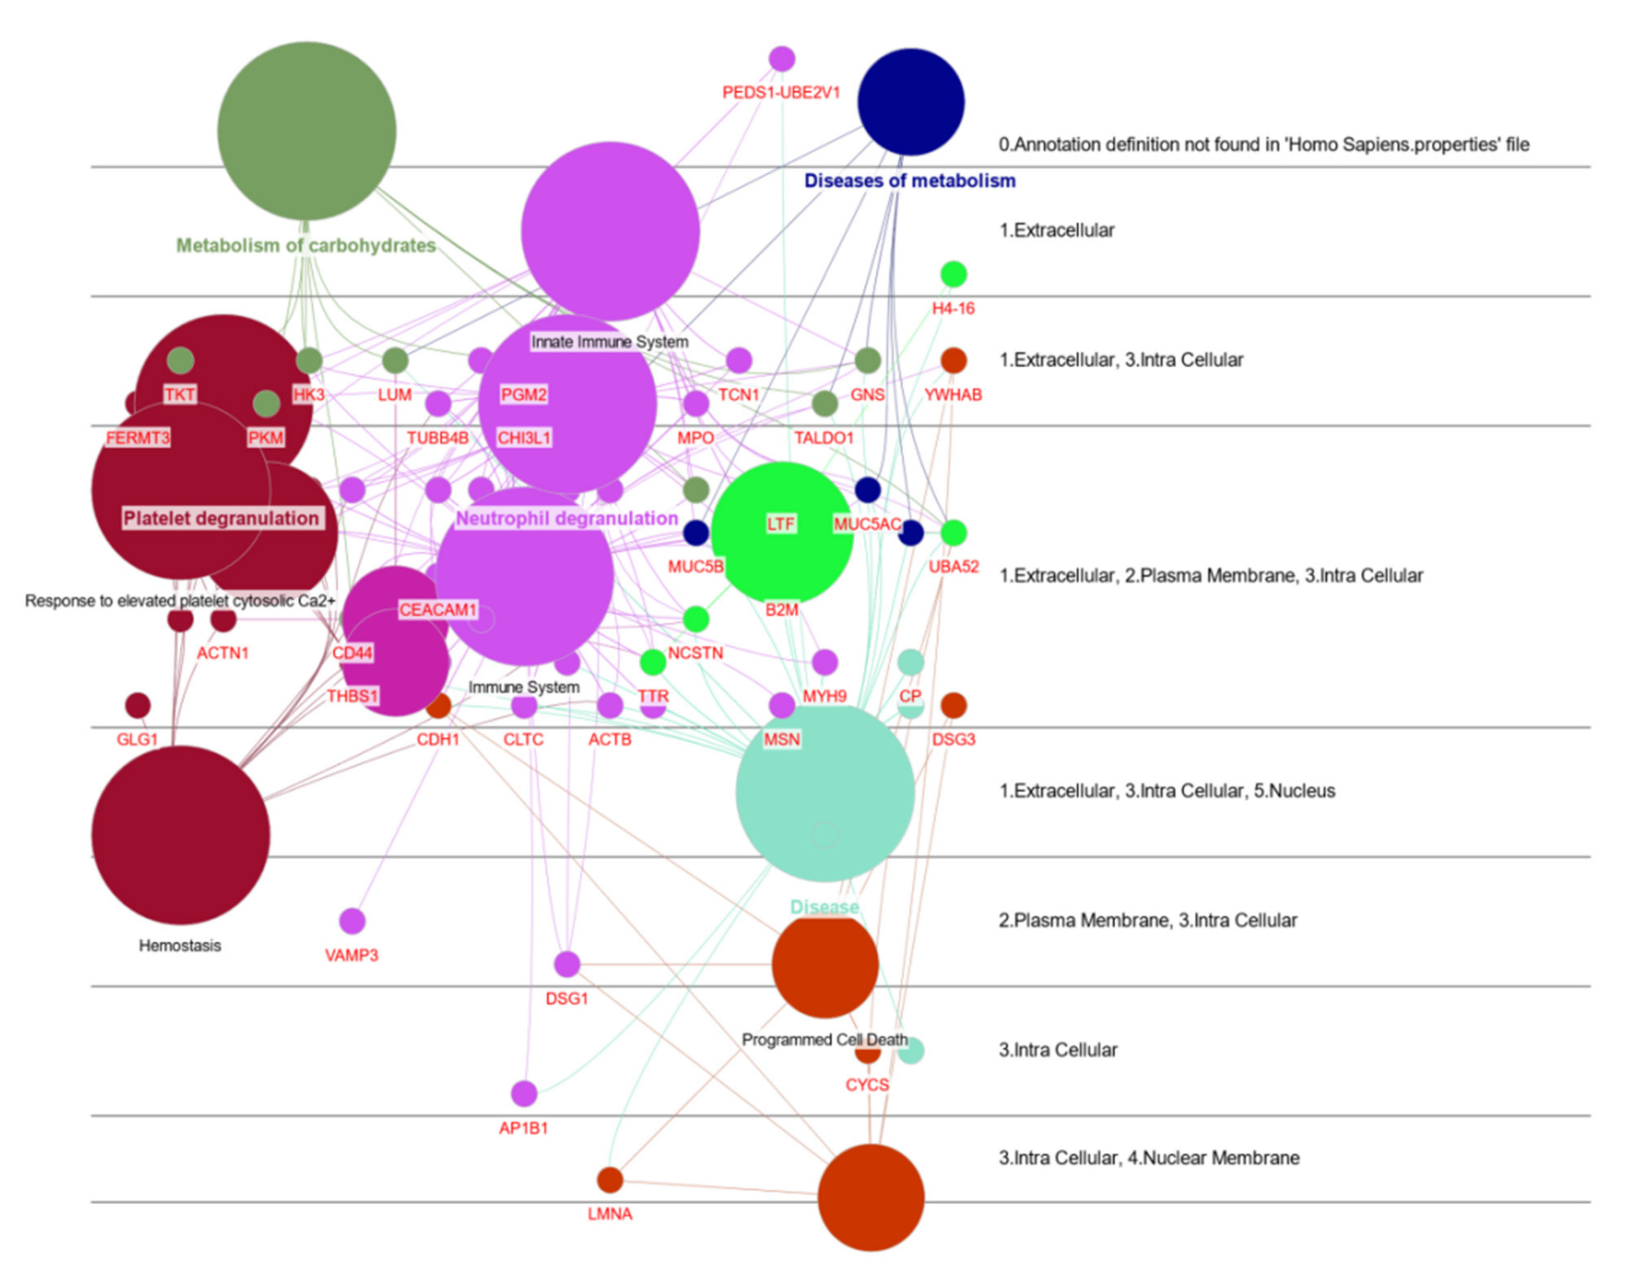 PEDS1-UBE2V1
0.Annotation definition not found in 'Homo Sapiens.properties' file
Diseases of metabolism
1.Extracellular
Metabolism of carbohydrates
H4-16
Innate Immune System
1.Extracellular, 3.Intra Cellular
TKT
HK3
LUM
PGM2
TCN1
GNS
YWHAB
FERMT3
PKM
TUBB4B
CHI3L1
MPO
TALDO1
Platelet degranulation
Neutrophil degranulation
LTF
MUC5AC
MUC5B
UBA52
1.Extracellular, 2.Plasma Membrane, 3.Intra Cellular
Response to elevated platelet cytosolic Ca2+
CEACAM1
B2M
ACTN1
CD44
NCSTN
THBS1
Immune System
TTR
MYH9
CP
GLG1
CDH1
CLTC
ACTB
MSN
DSG3
1.Extracellular, 3.Intra Cellular, 5.Nucleus
Disease
2.Plasma Membrane, 3.Intra Cellular
Hemostasis
VAMP3
DSG1
Programmed Cell Death
3.Intra Cellular
CYCS
AP1B1
3.Intra Cellular, 4.Nuclear Membrane
LMNA